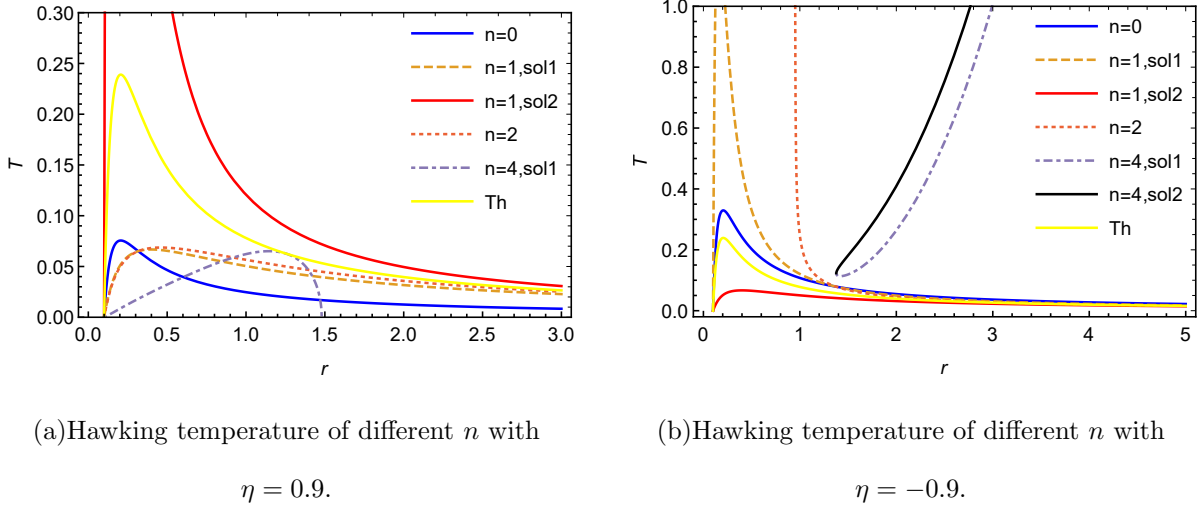 0.30
0.25
0.20
0.15
0.10
0.05
0.00
T
0.0 0.5 1.0 1.5 2.0 2.5 3.0
r
n=0
n=1,sol1
n=1,sol2
n=2
n=4,sol1
Th
1.0
0.8
0.6
0.4
0.2
0.0
T
0 1 2 3 4 5
r
n=0
n=1,sol1
n=1,sol2
n=2
n=4,sol1
n=4,sol2
Th
(a)Hawking temperature of different n with
η = 0.9.
(b)Hawking temperature of different n with
η = −0.9.